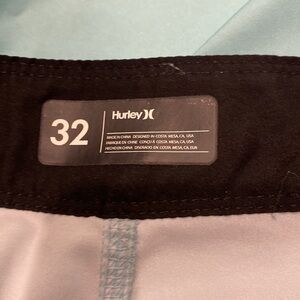 32
Hurley
MADE IN CHINA DESIGNED IN COSTA MESA, CA, USA
FABRIQUÉ EN CHINE CONÇU À COSTA MESA, CA, USA
HECHO EN CHINA DISEÑADO EN COSTA MESA, CA, EUA